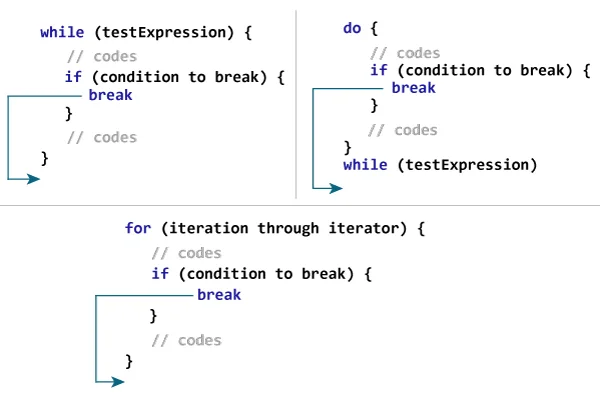 while (testExpression) {
// codes
if (condition to break) {
break
}
// codes
}
do {
// codes
if (condition to break) {
break
}
// codes
}
while (testExpression)
for (iteration through iterator) {
// codes
if (condition to break) {
break
}
// codes
}